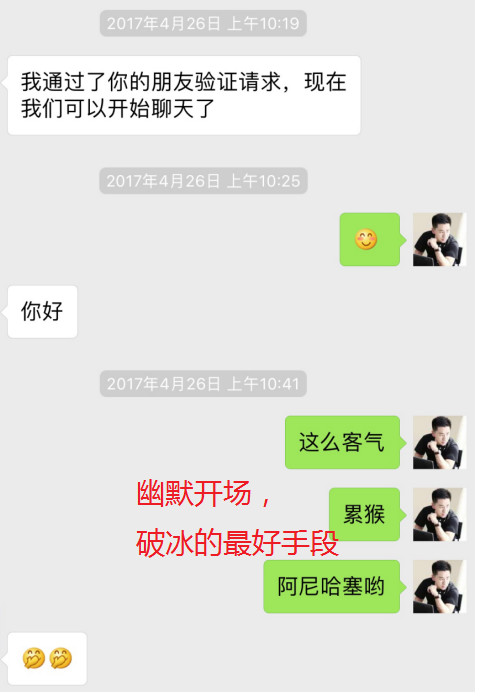 2017年4月26日 上午10:19
我通过了你的朋友验证请求，现在
我们可以开始聊天了
2017年4月26日 上午10:25
你好
2017年4月26日 上午10:41
这么客气
幽默开场，
累猴
破冰的最好手段
阿尼哈塞哟